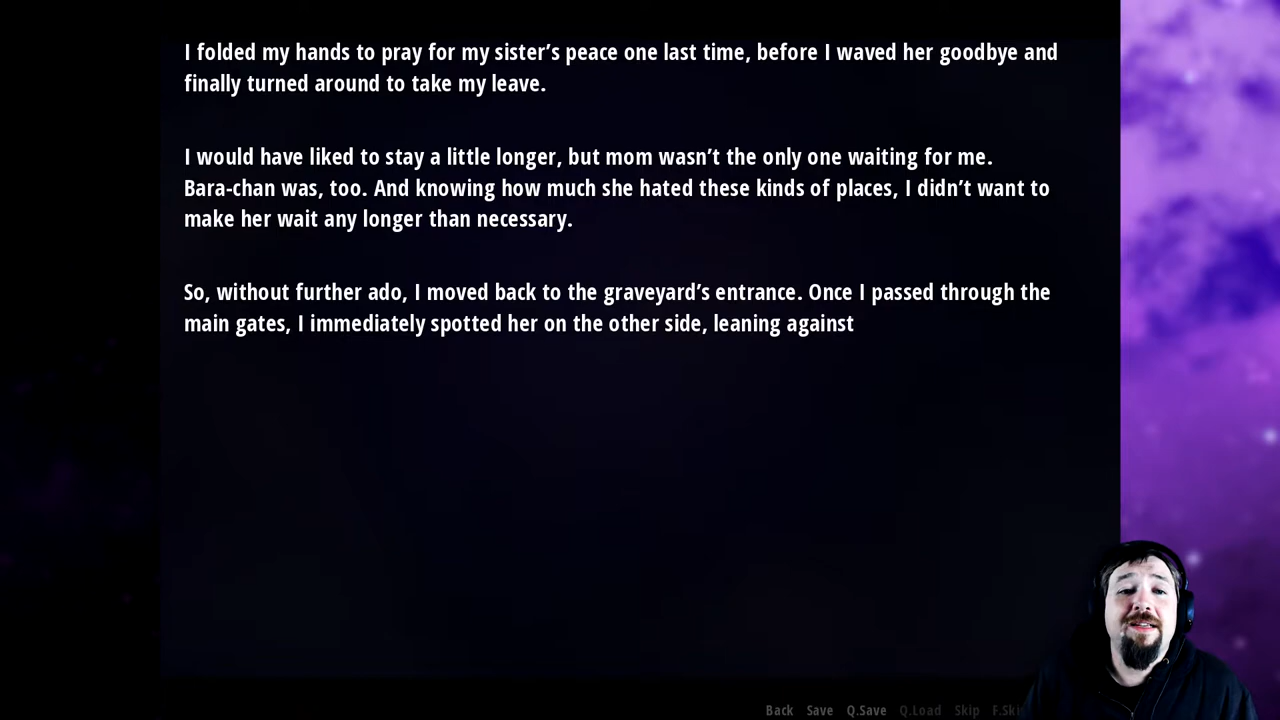 I folded my hands to pray for my sister’s peace one last time, before I waved her goodbye and
finally turned around to take my leave.
I would have liked to stay a little longer, but mom wasn’t the only one waiting for me.
Bara-chan was, too. And knowing how much she hated these kinds of places, I didn’t want to
make her wait any longer than necessary.
So, without further ado, I moved back to the graveyard’s entrance. Once I passed through the
main gates, I immediately spotted her on the other side, leaning against
Back Save Q.Save Q.Load Skip